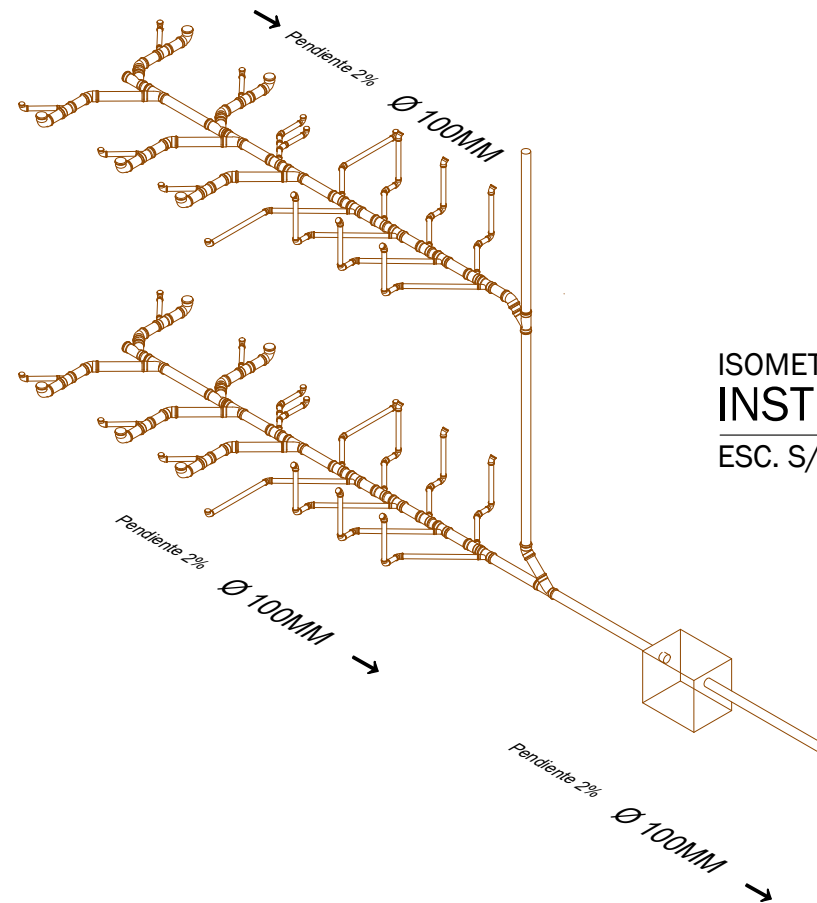 Pendiente 2%
Ø 100MM
ISOMET
INST
ESC. S/
Pendiente 2%
Ø 100MM
Pendiente 2%
Ø 100MM